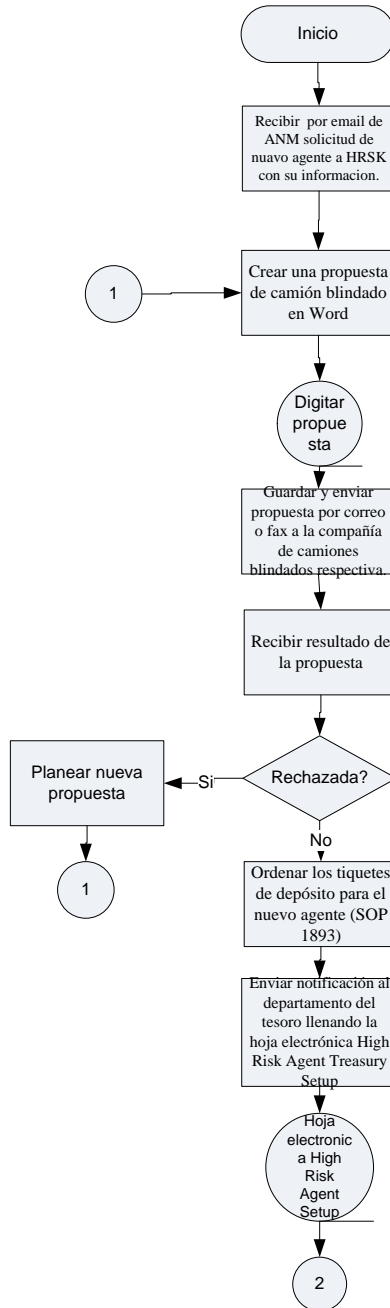 Inicio
Recibir por email de
ANM solicitud de
nuavo agente a HRSK
con su informacion.
1
Crear una propuesta
de camión blindado
en Word
Digitar
propue
sta
Guardar y enviar
propuesta por correo
o fax a la compañía
de camiones
blindados respectiva.
Recibir resultado de
la propuesta
Planear nueva
propuesta
Si
Rechazada?
No
1
Ordenar los tiquetes
de depósito para el
nuevo agente (SOP
1893)
Enviar notificación al
departamento del
tesoro llenando la
hoja electrónica High
Risk Agent Treasury
Setup
Hoja
electronic
a High
Risk
Agent
Setup
2